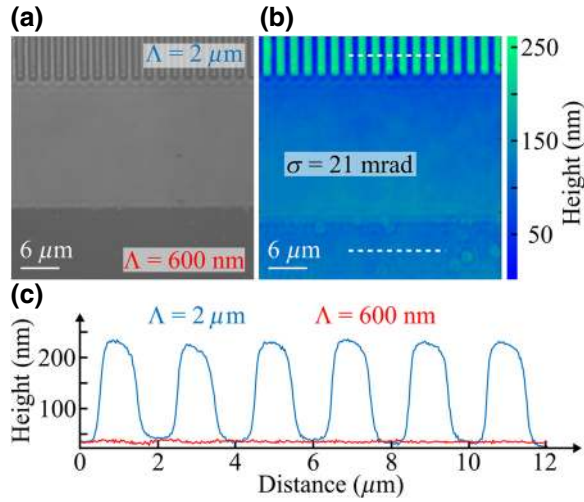 (a)
(b)
Λ = 2 μm
6 μm
Λ = 600 nm
σ = 21 mrad
6 μm
250
150
50
Height (nm)
(c)
Λ = 2 μm
Λ = 600 nm
Height (nm)
200
100
0
2
4
6
8
10
12
Distance (μm)